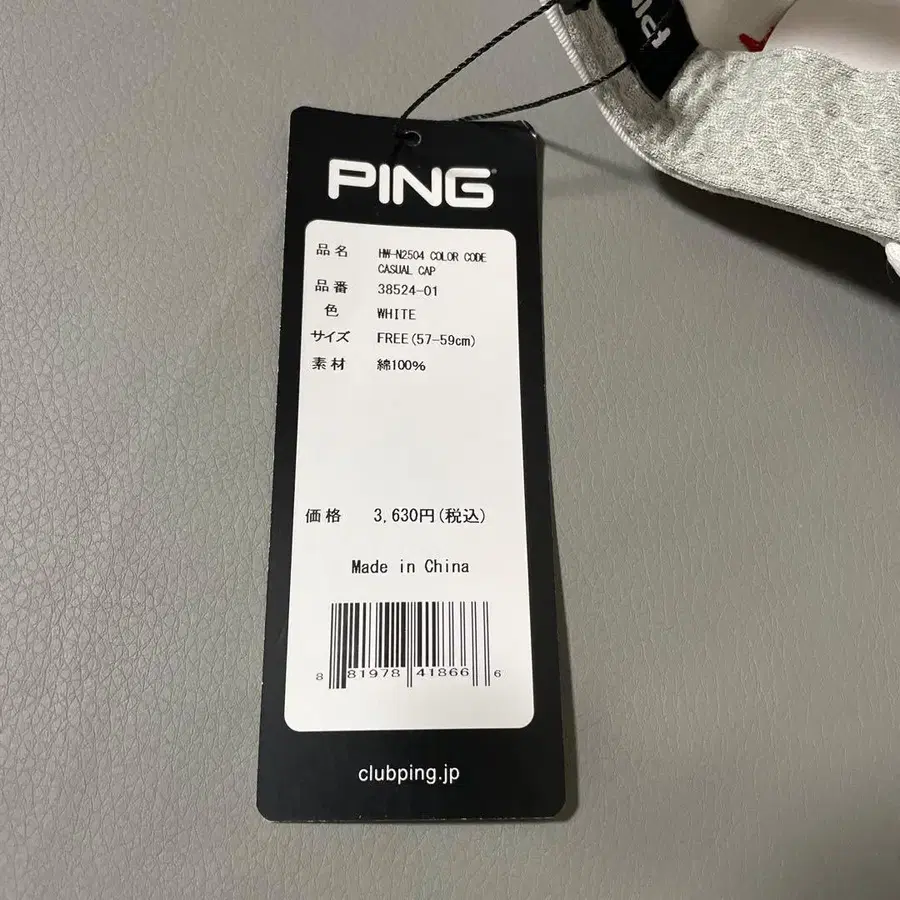 PING
PING
品名 HW-N2504 COLOR CODE
CASUAL CAP
品番 38524-01
色 WHITE
サイズ FREE(57-59cm)
素材 綿100%
価格 3,630円(税込)
Made in China
8 81978 41866 6
clubping.jp